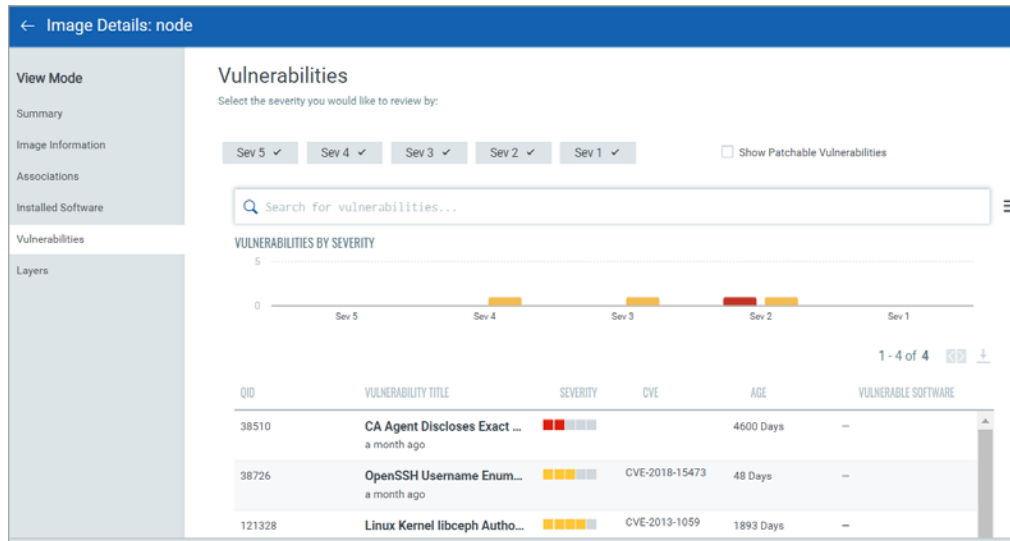 ← Image Details: node
View Mode
Summary
Image Information
Associations
Installed Software
Vulnerabilities
Layers
Vulnerabilities
Select the severity you would like to review by:
Sev 5 ✓ Sev 4 ✓ Sev 3 ✓ Sev 2 ✓ Sev 1 ✓ Show Patchable Vulnerabilities
Search for vulnerabilities...
VULNERABILITIES BY SEVERITY
5
0
Sev 5 Sev 4 Sev 3 Sev 2 Sev 1
1 - 4 of 4
QID VULNERABILITY TITLE SEVERITY CVE AGE VULNERABLE SOFTWARE
38510 CA Agent Discloses Exact ... 4600 Days –
a month ago
38726 OpenSSH Username Enum... CVE-2018-15473 48 Days –
a month ago
121328 Linux Kernel libceph Autho... CVE-2013-1059 1893 Days –